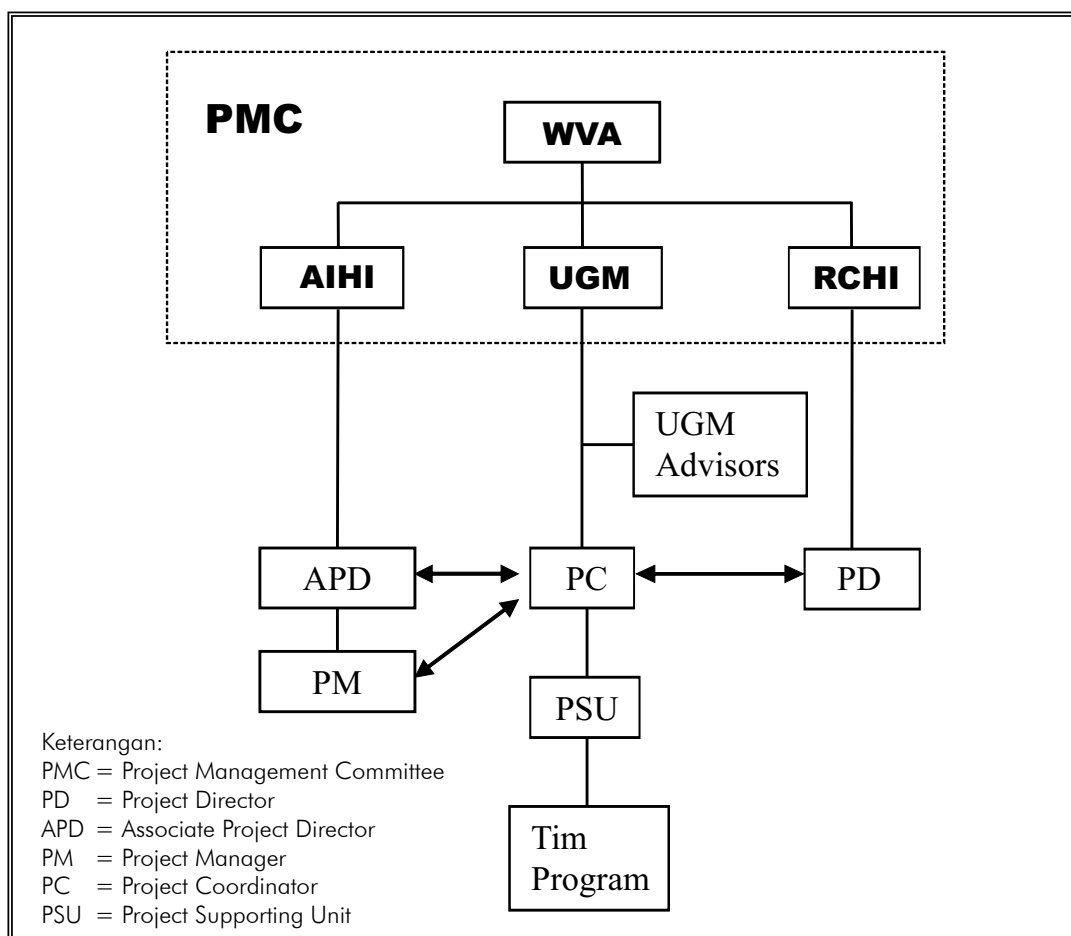 PMC
WVA
AIHI
UGM
RCHI
UGM
Advisors
APD
PC
PD
PM
PSU
Tim
Program
Keterangan:
PMC = Project Management Committee
PD = Project Director
APD = Associate Project Director
PM = Project Manager
PC = Project Coordinator
PSU = Project Supporting Unit